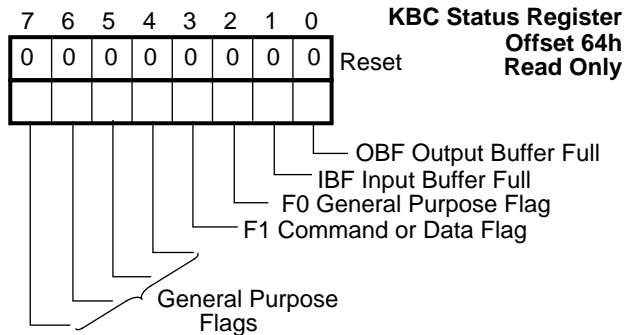 7 6 5 4 3 2 1 0
KBC Status Register
Offset 64h
Read Only
0 0 0 0 0 0 0 0 Reset
OBF Output Buffer Full
IBF Input Buffer Full
F0 General Purpose Flag
F1 Command or Data Flag
General Purpose
Flags